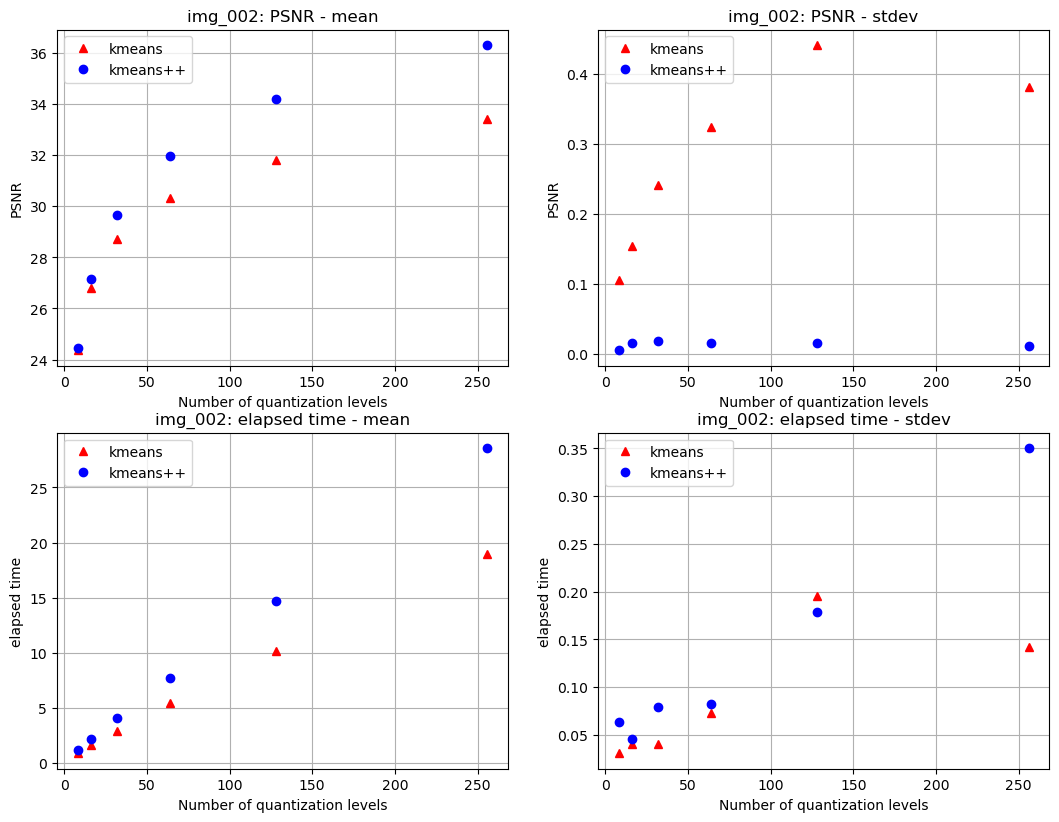 img_002: PSNR - mean
kmeans
kmeans++
36
34
32
30
28
26
24
PSNR
0
50
100
150
200
250
Number of quantization levels
img_002: PSNR - stdev
kmeans
kmeans++
0.4
0.3
0.2
0.1
0.0
PSNR
0
50
100
150
200
250
Number of quantization levels
img_002: elapsed time - mean
kmeans
kmeans++
25
20
15
10
5
0
elapsed time
0
50
100
150
200
250
Number of quantization levels
img_002: elapsed time - stdev
kmeans
kmeans++
0.35
0.30
0.25
0.20
0.15
0.10
0.05
elapsed time
0
50
100
150
200
250
Number of quantization levels